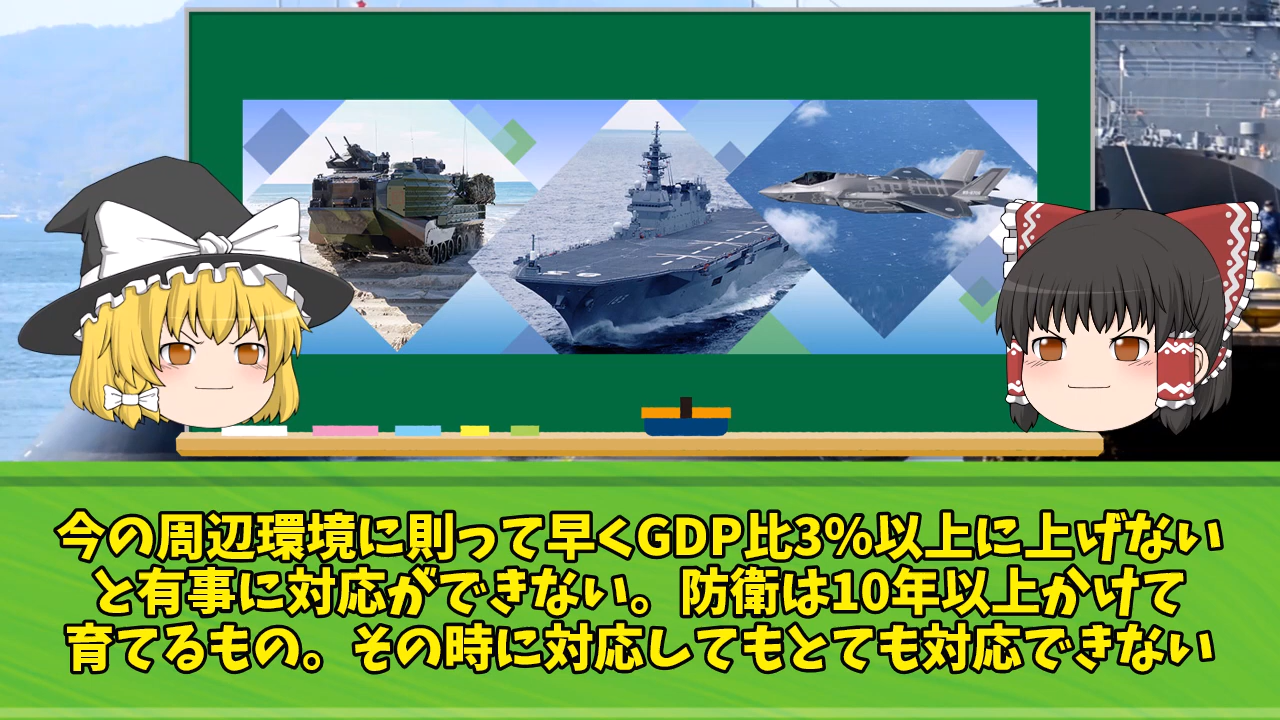 今の周辺環境に則って早くGDP比3%以上に上げない
と有事に対応ができない。防衛は10年以上かけて
育てるもの。その時に対応してもとても対応できない